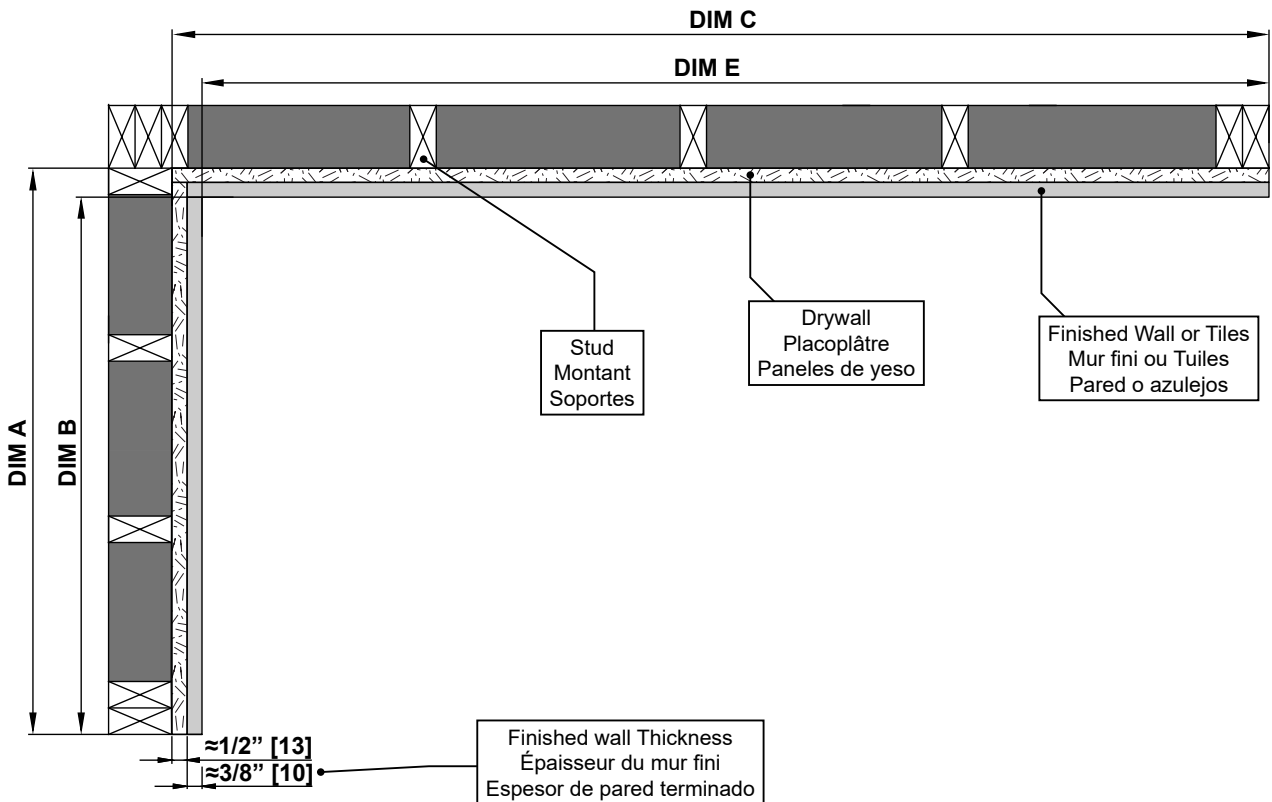 DIM C
DIM E
DIM A
DIM B
Stud
Montant
Soportes
Drywall
Placoplâtre
Paneles de yeso
Finished Wall or Tiles
Mur fini ou Tuiles
Pared o azulejos
≈1/2” [13]
≈3/8” [10]
Finished wall Thickness
Épaisseur du mur fini
Espesor de pared terminado